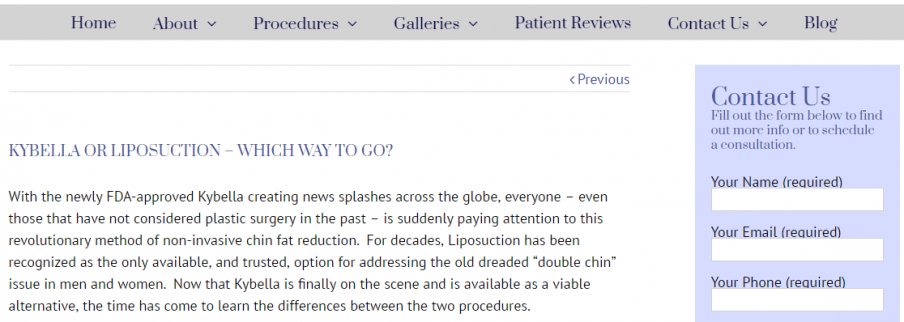 Home About Procedures Galleries Patient Reviews Contact Us Blog
Previous
KYBELLA OR LIPOSUCTION – WHICH WAY TO GO?
With the newly FDA-approved Kybella creating news splashes across the globe, everyone – even
those that have not considered plastic surgery in the past – is suddenly paying attention to this
revolutionary method of non-invasive chin fat reduction. For decades, Liposuction has been
recognized as the only available, and trusted, option for addressing the old dreaded “double chin”
issue in men and women. Now that Kybella is finally on the scene and is available as a viable
alternative, the time has come to learn the differences between the two procedures.
Contact Us
Fill out the form below to find
out more info or to schedule
a consultation.
Your Name (required)
Your Email (required)
Your Phone (required)